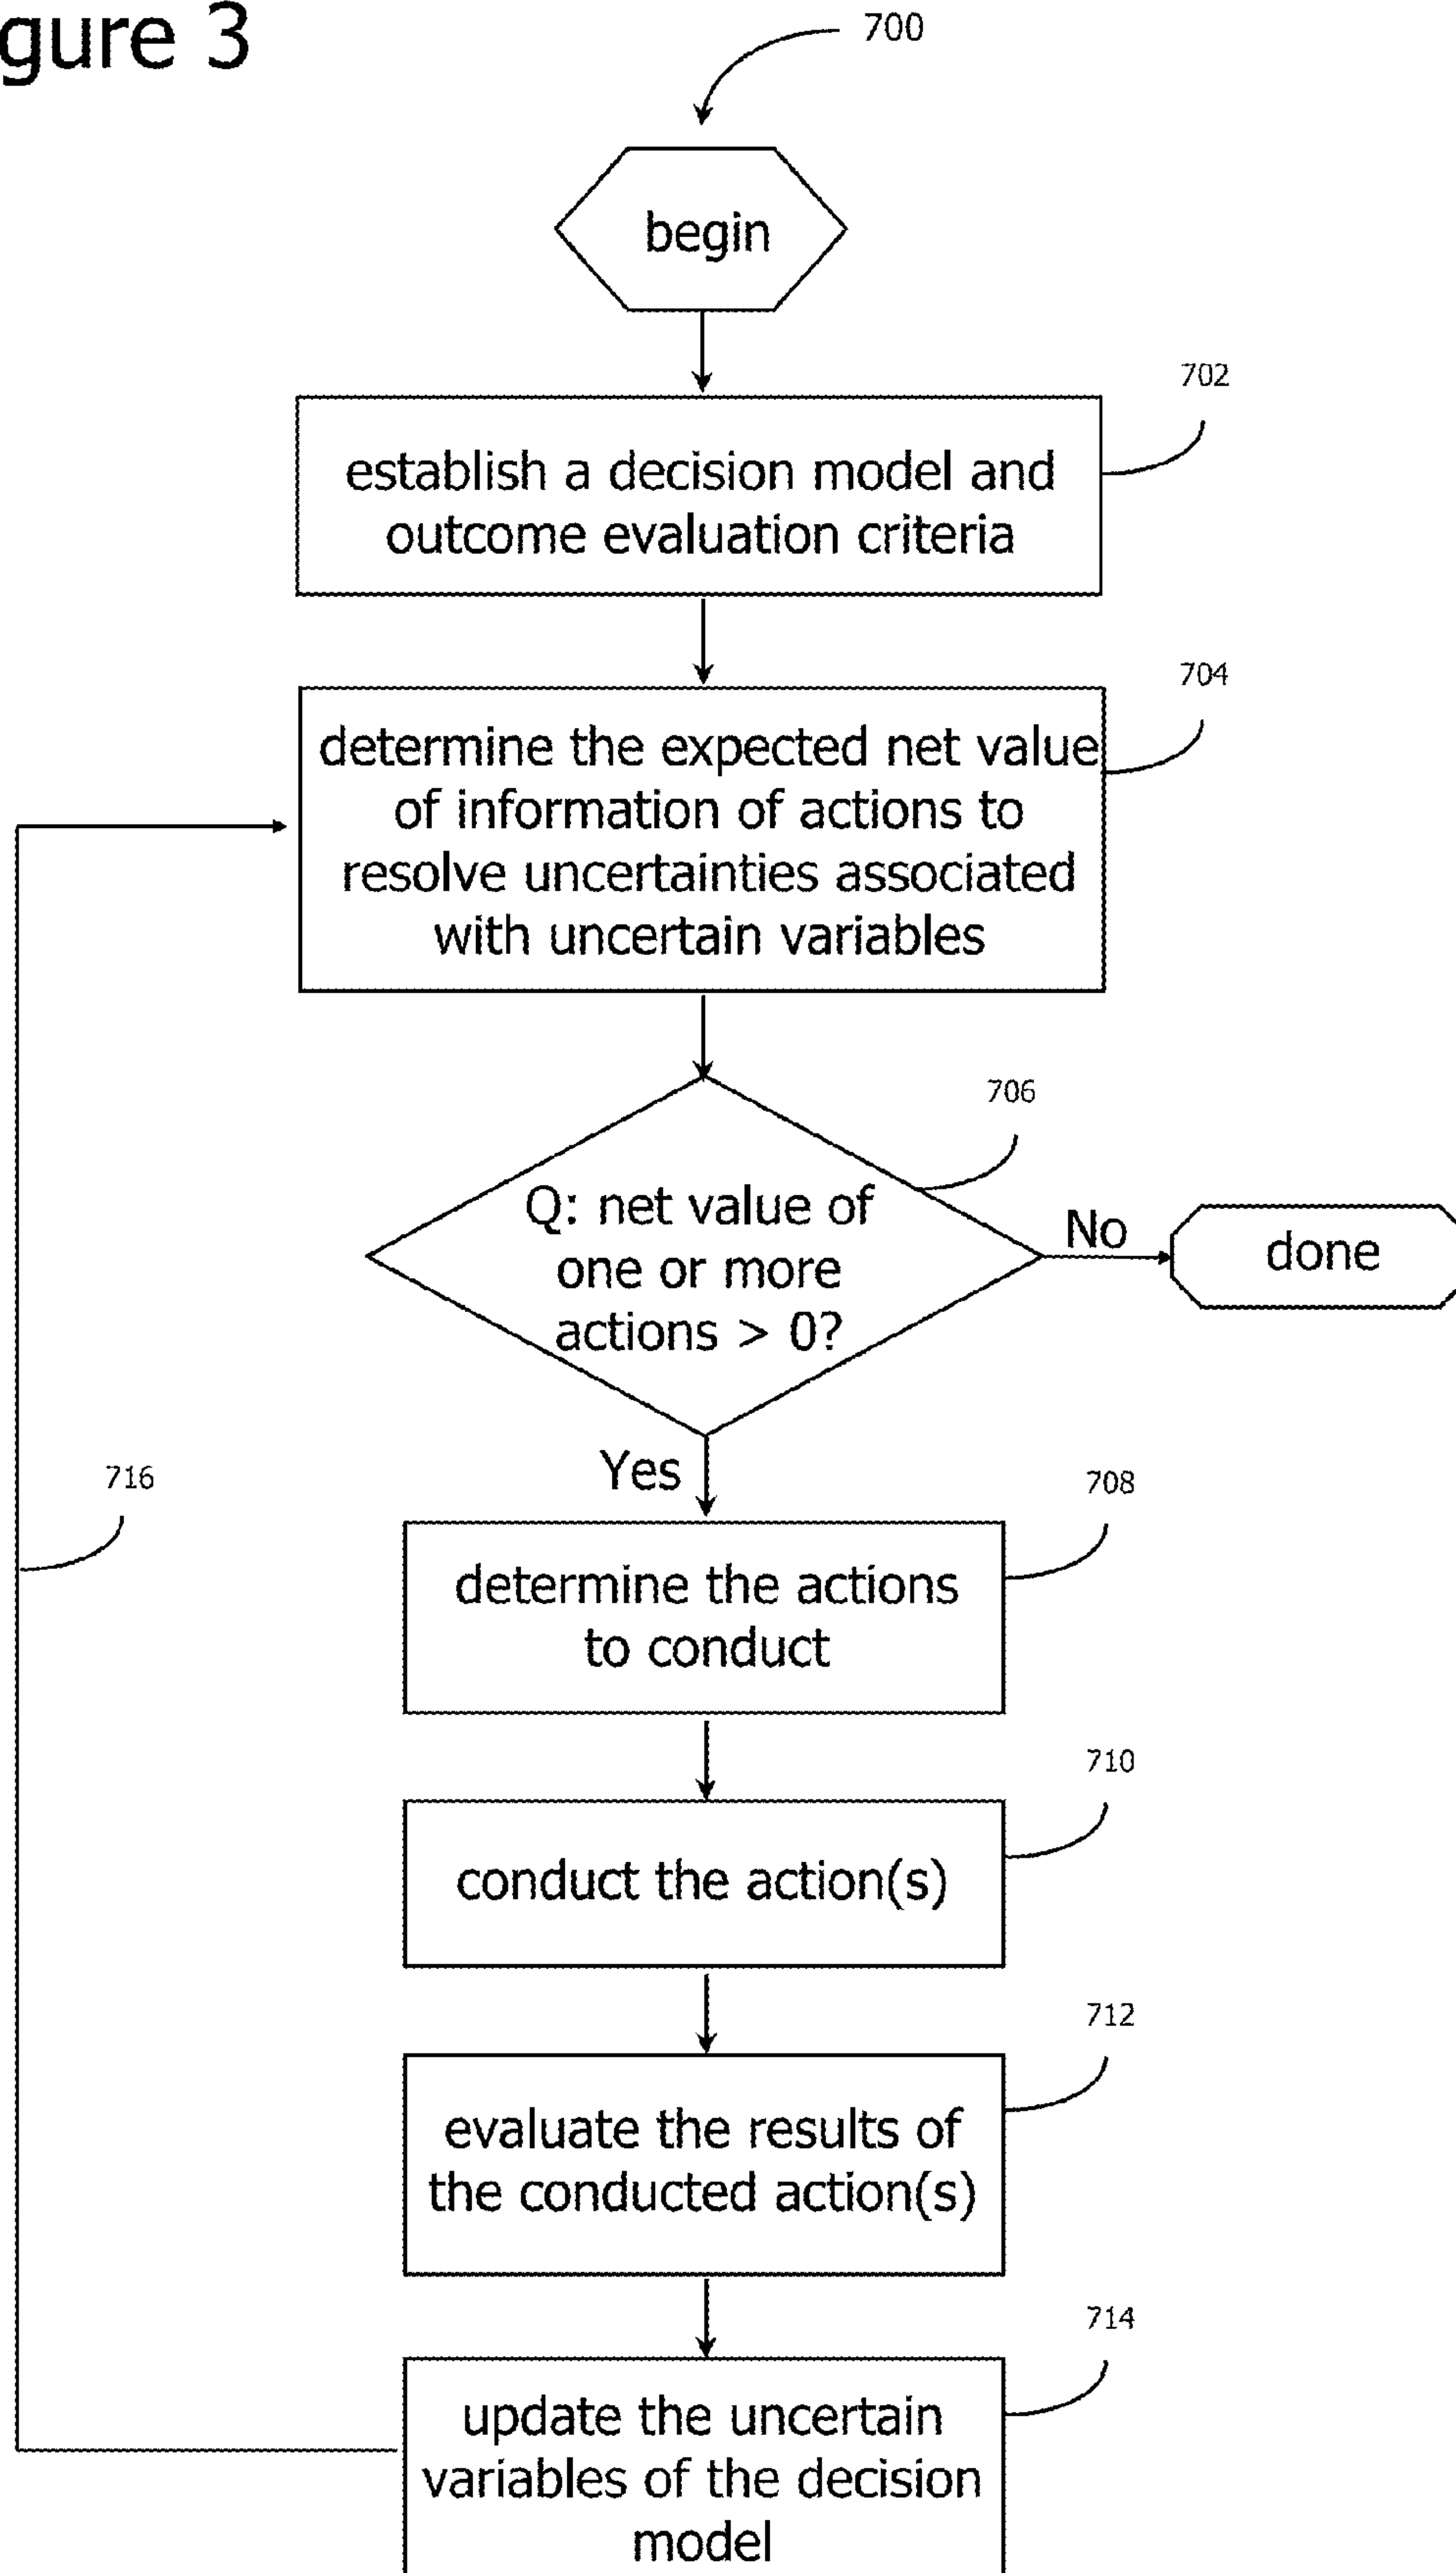 gure 3
700
begin
702
establish a decision model and
outcome evaluation criteria
704
determine the expected net value
of information of actions to
resolve uncertainties associated
with uncertain variables
706
Q: net value of
one or more
actions > 0?
No
done
Yes
716
708
determine the actions
to conduct
710
conduct the action(s)
712
evaluate the results of
the conducted action(s)
714
update the uncertain
variables of the decision
model